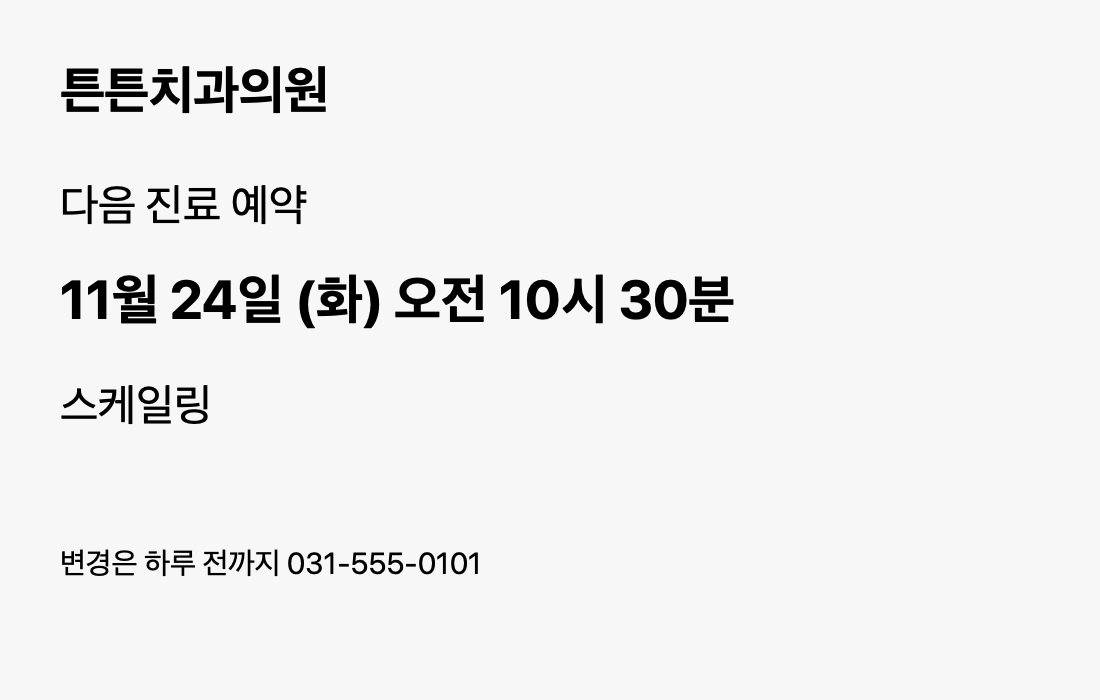 튼튼치과의원
다음 진료 예약
11월 24일 (화) 오전 10시 30분
스케일링
변경은 하루 전까지 031-555-0101